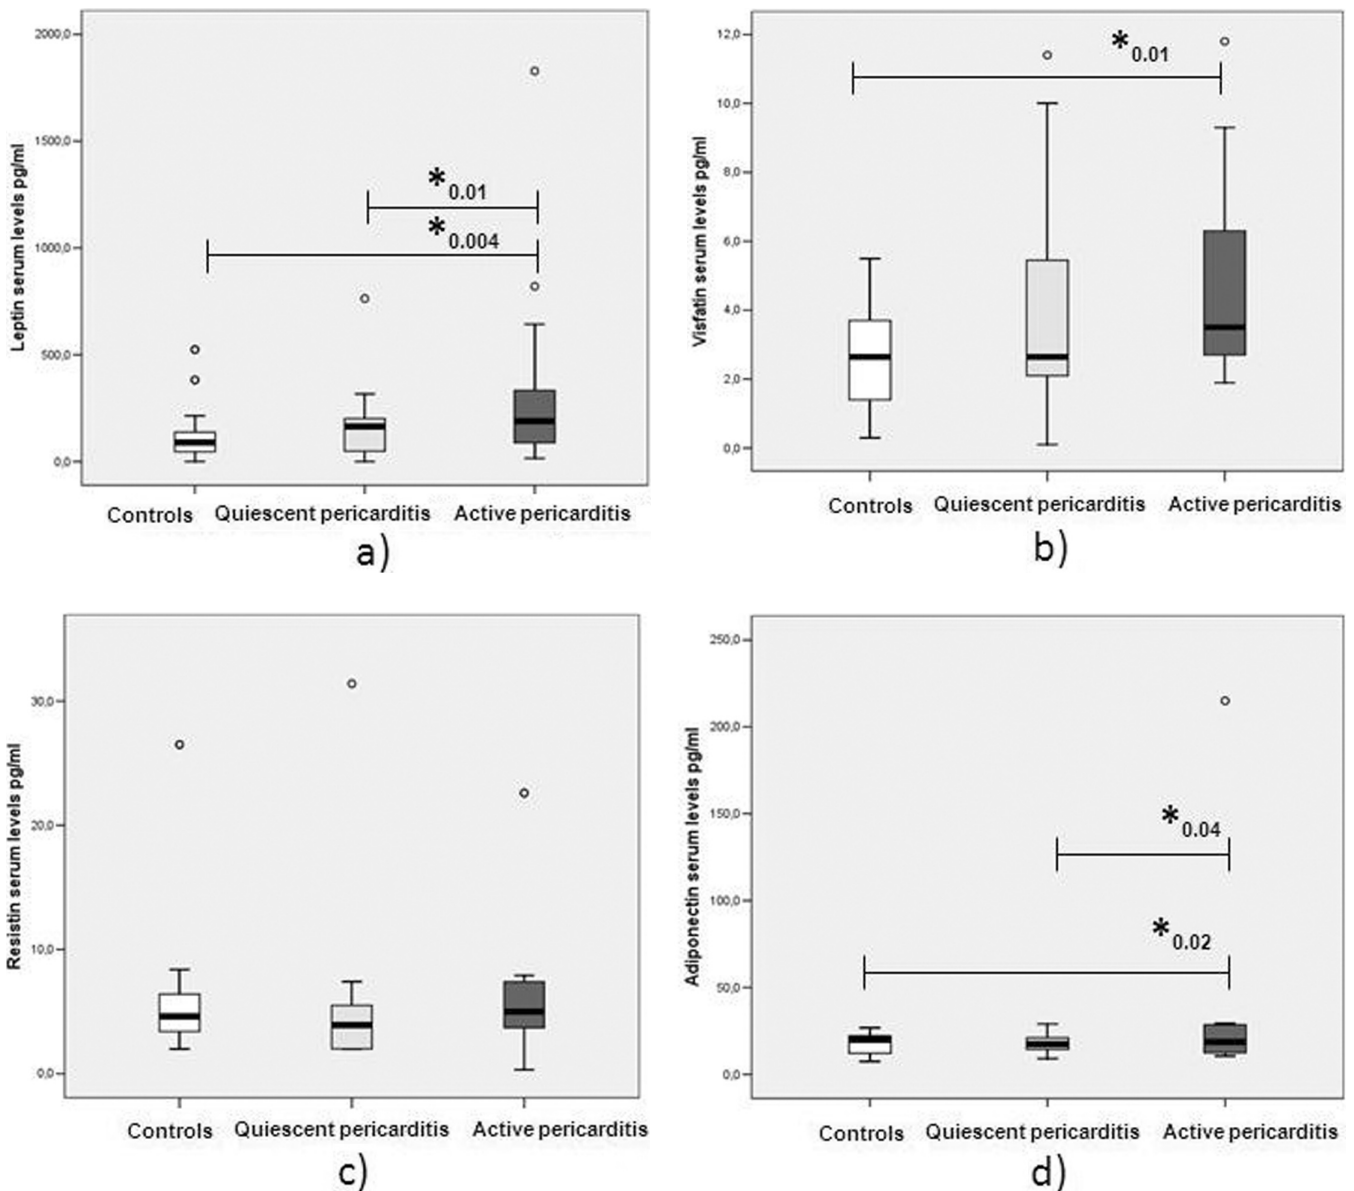 2000,0
1500,0
1000,0
500,0
0,0
Leptin serum levels pg/ml
*0.01
*0.004
Controls
Quiescent pericarditis
Active pericarditis
a)
12,0
10,0
8,0
6,0
4,0
2,0
0,0
Visfatin serum levels pg/ml
*0.01
Controls
Quiescent pericarditis
Active pericarditis
b)
30,0
20,0
10,0
0,0
Resistin serum levels pg/ml
Controls
Quiescent pericarditis
Active pericarditis
c)
250,0
200,0
150,0
100,0
50,0
0,0
Adiponectin serum levels pg/ml
*0.04
*0.02
Controls
Quiescent pericarditis
Active pericarditis
d)